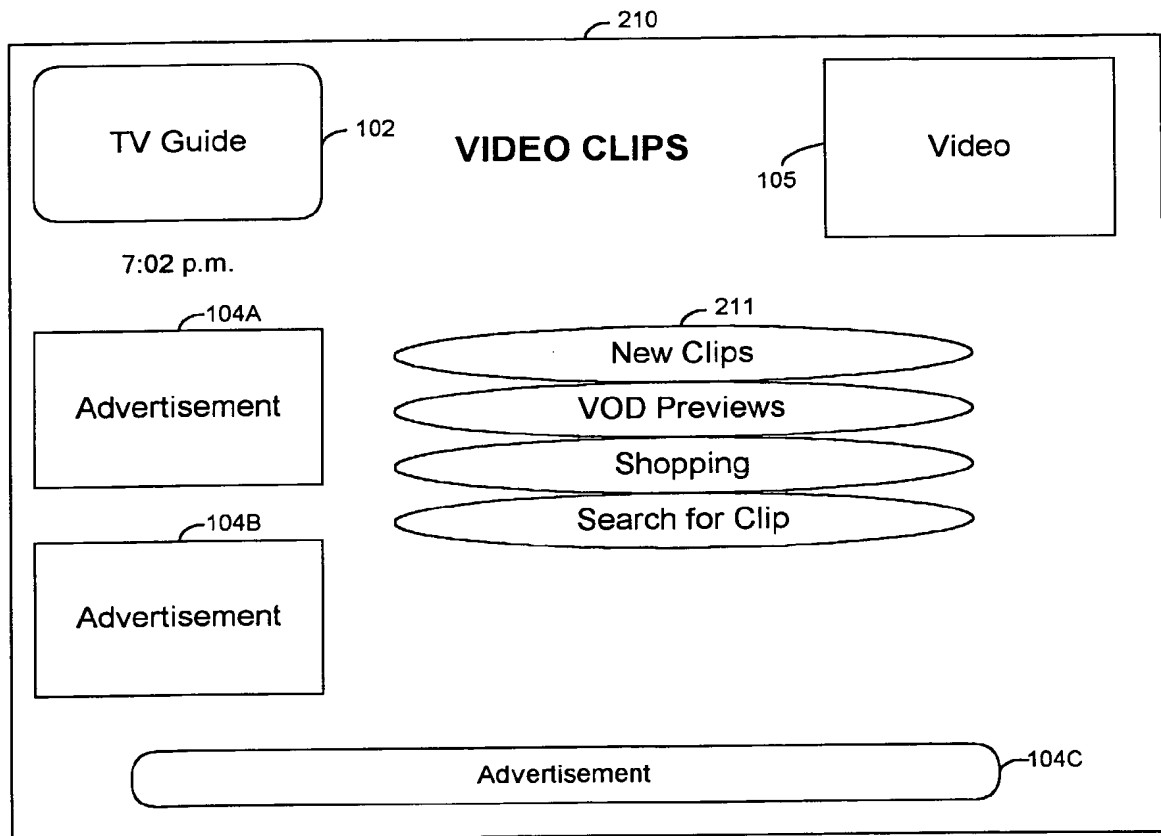 210
TV Guide
102
VIDEO CLIPS
105
Video
7:02 p.m.
104A
Advertisement
211
New Clips
VOD Previews
Shopping
Search for Clip
104B
Advertisement
Advertisement
104C